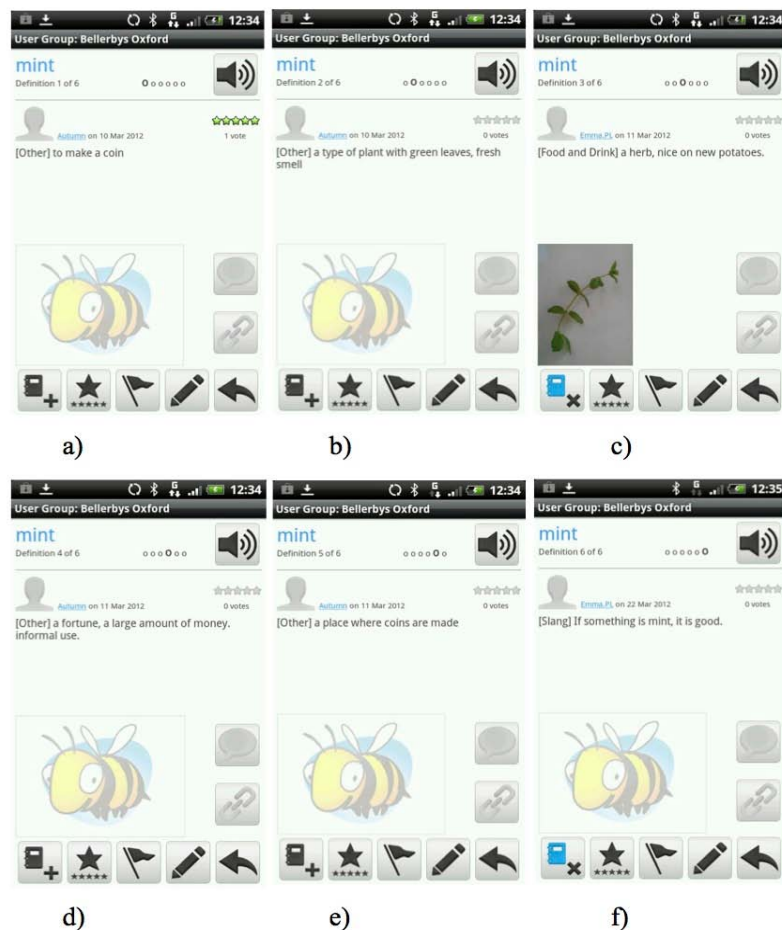 12:34
User Group: Bellerbys Oxford
mint
Definition 1 of 6
Autumn on 10 Mar 2012
1 vote
[Other] to make a coin
a)
12:34
User Group: Bellerbys Oxford
mint
Definition 2 of 6
Autumn on 10 Mar 2012
0 votes
[Other] a type of plant with green leaves, fresh
smell
b)
12:34
User Group: Bellerbys Oxford
mint
Definition 3 of 6
Emma.PL on 11 Mar 2012
0 votes
[Food and Drink] a herb, nice on new potatoes.
c)
12:34
User Group: Bellerbys Oxford
mint
Definition 4 of 6
Autumn on 11 Mar 2012
0 votes
[Other] a fortune, a large amount of money.
informal use.
d)
12:34
User Group: Bellerbys Oxford
mint
Definition 5 of 6
Autumn on 11 Mar 2012
0 votes
[Other] a place where coins are made
e)
12:35
User Group: Bellerbys Oxford
mint
Definition 6 of 6
Emma.PL on 22 Mar 2012
0 votes
[Slang] If something is mint, it is good.
f)